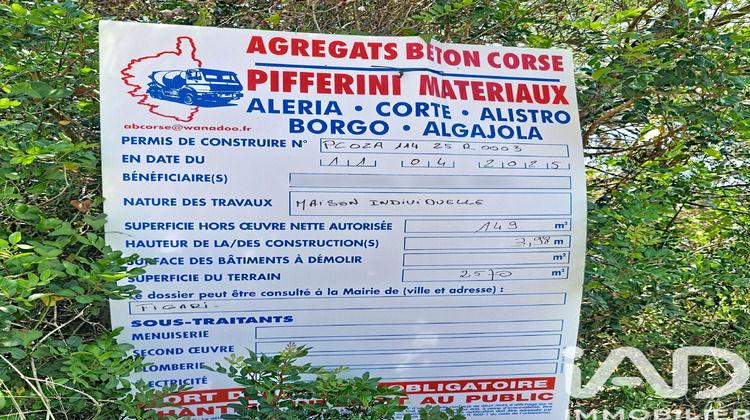 AGREGATS BETON CORSE
PIFFERINI MATERIAUX
ALERIA · CORTE · ALISTRO
BORGO · ALGAJOLA
abcorse@wanadoo.fr
PERMIS DE CONSTRUIRE N° PC02A 114 25 R0003
EN DATE DU 11 04 2025
BÉNÉFICIAIRE(S)
NATURE DES TRAVAUX MAISON INDIVIDUELLE
SUPERFICIE HORS ŒUVRE NETTE AUTORISÉE 149 m²
HAUTEUR DE LA/DES CONSTRUCTION(S) 3,98 m
SURFACE DES BÂTIMENTS À DÉMOLIR m²
SUPERFICIE DU TERRAIN 2570 m²
Le dossier peut être consulté à la Mairie de (ville et adresse) :
FIGARI
SOUS-TRAITANTS
MENUISERIE
SECOND ŒUVRE
PLOMBERIE
ÉLECTRICITÉ
OBLIGATOIRE
AU PUBLIC
iAD
IMMOBILIER